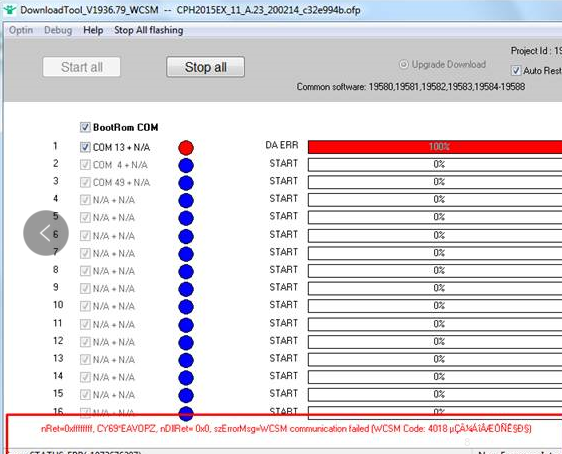 DownloadTool_V1936.79_WCSM -- CPH2015EX_11_A.23_200214_c32e994b.ofp
Optin Debug Help Stop All flashing
Project Id : 19
Start all Stop all Upgrade Download
Auto Rest
Common software: 19580,19581,19582,19583,19584-19588
BootRom COM
1 COM 13 + N/A DA ERR 100%
2 COM 4 + N/A START 0%
3 COM 49 + N/A START 0%
4 N/A + N/A START 0%
5 N/A + N/A START 0%
6 N/A + N/A START 0%
7 N/A + N/A START 0%
8 N/A + N/A START 0%
9 N/A + N/A START 0%
10 N/A + N/A START 0%
11 N/A + N/A START 0%
12 N/A + N/A START 0%
13 N/A + N/A START 0%
14 N/A + N/A START 0%
15 N/A + N/A START 0%
16 N/A + N/A START 0%
nRet=0xffffffff, CY69*EAVOPZ, nDllRet= 0x0, szErrorMsg=WCSM communication failed (WCSM Code: 4018